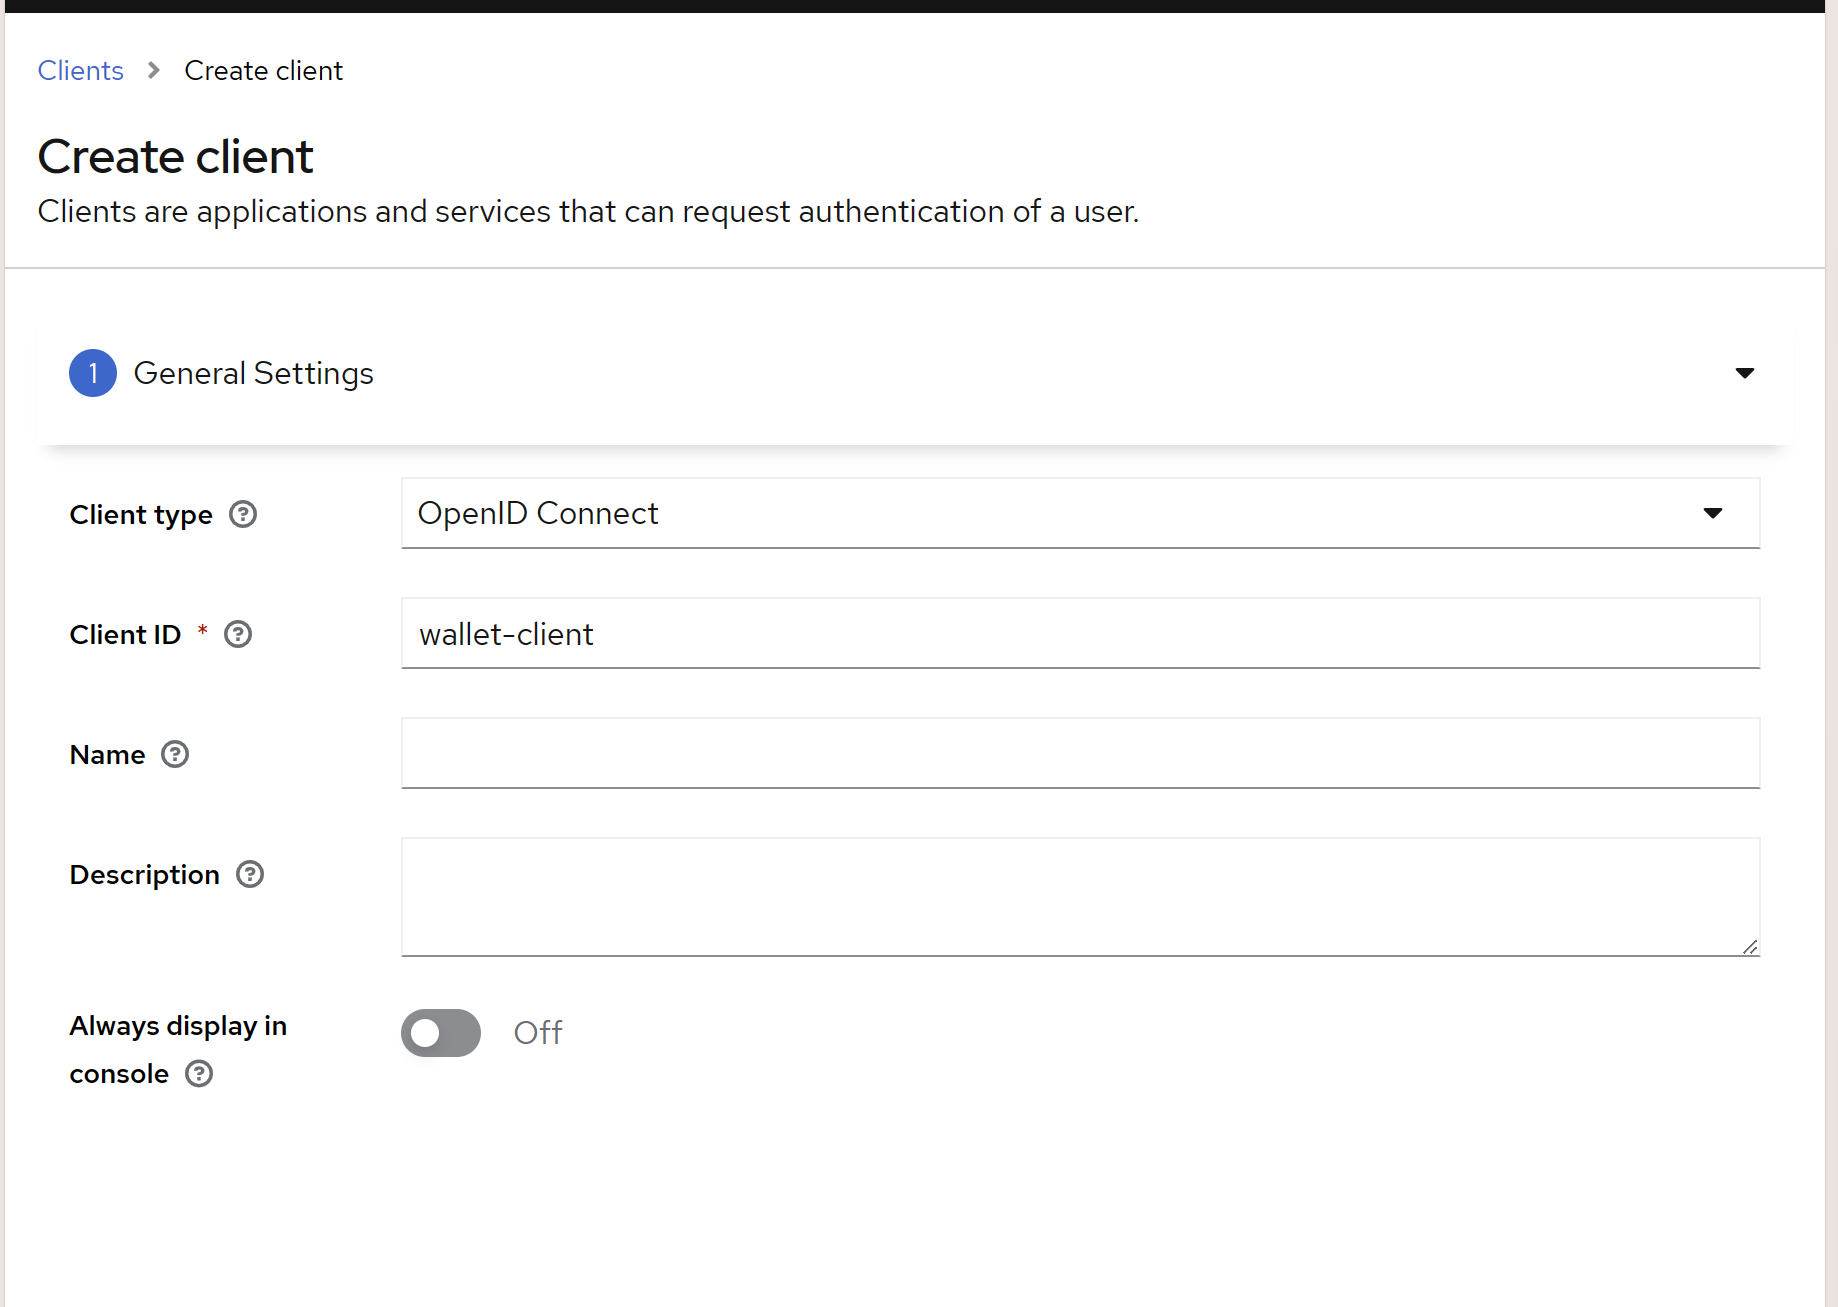 Clients > Create client
Create client
Clients are applications and services that can request authentication of a user.
1 General Settings
Client type ? OpenID Connect
Client ID * ? wallet-client
Name ?
Description ?
Always display in
console ? Off